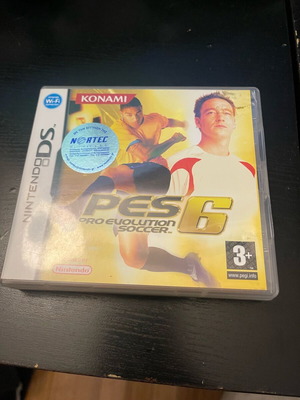 Wi-Fi
KONAMI
NORTEC
NINTENDO DS
PES 6
PRO EVOLUTION
SOCCER
Nintendo
3+
www.pegi.info